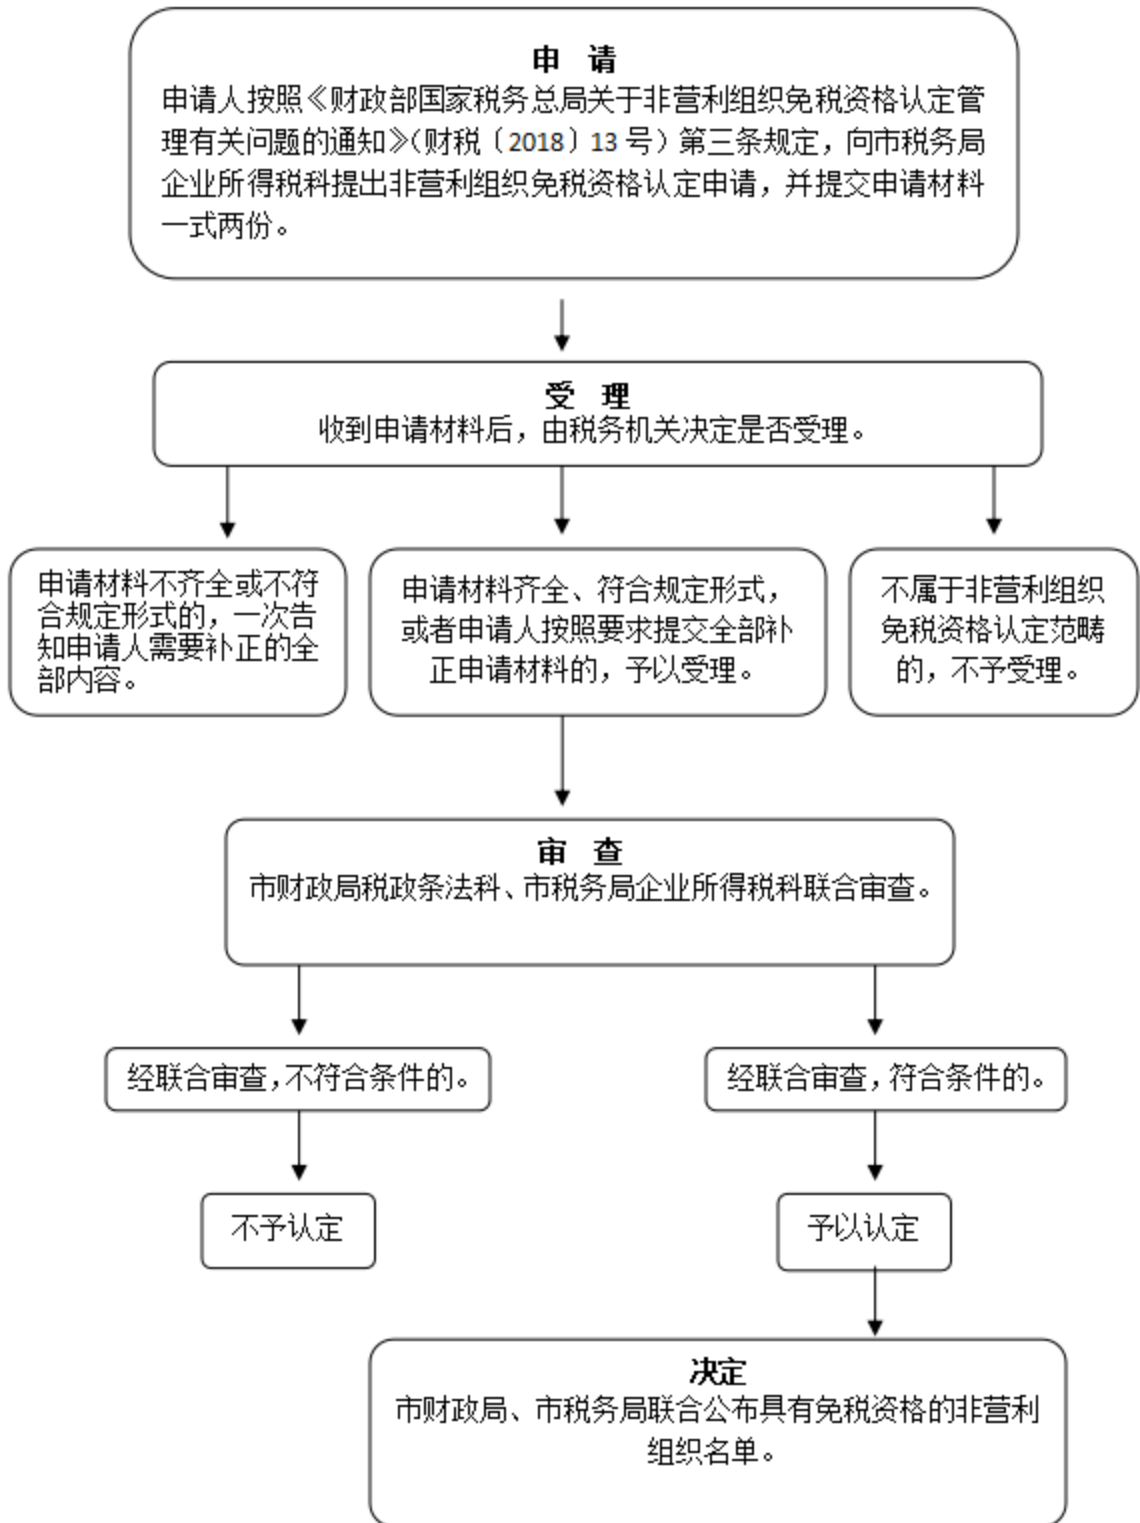 申 请
申请人按照《财政部国家税务总局关于非营利组织免税资格认定管
理有关问题的通知》（财税〔2018〕13 号）第三条规定，向市税务局
企业所得税科提出非营利组织免税资格认定申请，并提交申请材料
一式两份。
受 理
收到申请材料后，由税务机关决定是否受理。
申请材料不齐全或不符
合规定形式的，一次告
知申请人需要补正的全
部内容。
申请材料齐全、符合规定形式，
或者申请人按照要求提交全部补
正申请材料的，予以受理。
不属于非营利组织
免税资格认定范畴
的，不予受理。
审 查
市财政局税政条法科、市税务局企业所得税科联合审查。
经联合审查，不符合条件的。
经联合审查，符合条件的。
不予认定
予以认定
决定
市财政局、市税务局联合公布具有免税资格的非营利
组织名单。